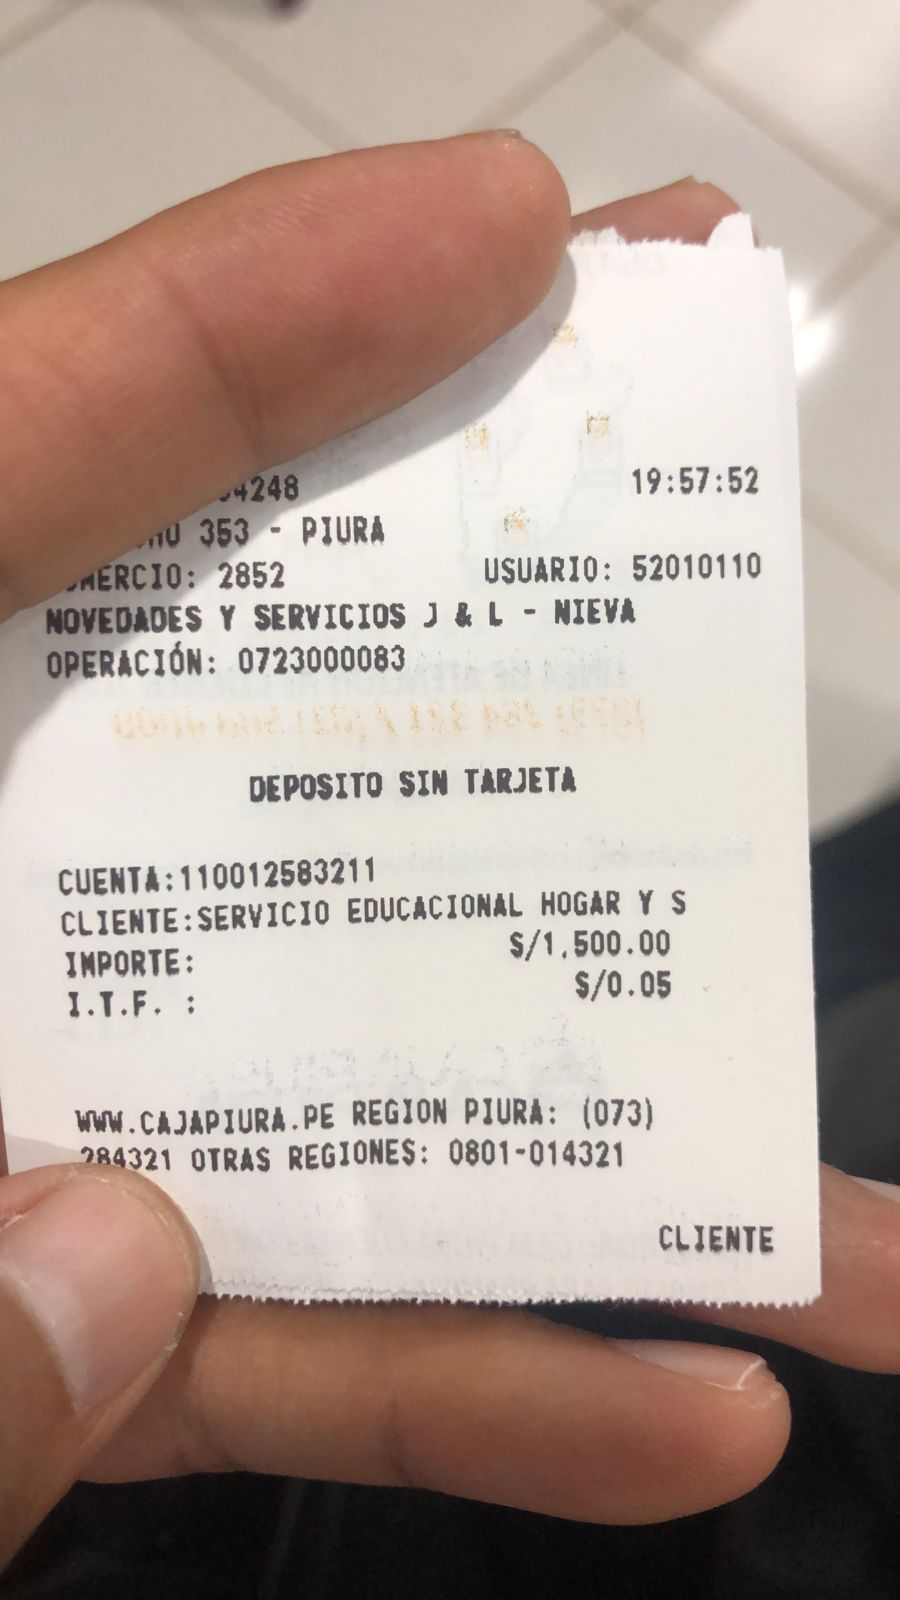 4248 19:57:52
353 - PIURA
COMERCIO: 2852 USUARIO: 52010110
NOVEDADES Y SERVICIOS J & L - NIEVA
OPERACIÓN: 0723000083
DEPOSITO SIN TARJETA
CUENTA:110012583211
CLIENTE:SERVICIO EDUCACIONAL HOGAR Y S
IMPORTE: S/1,500.00
I.T.F. : S/0.05
WWW.CAJAPIURA.PE REGION PIURA: (073)
284321 OTRAS REGIONES: 0801-014321
CLIENTE